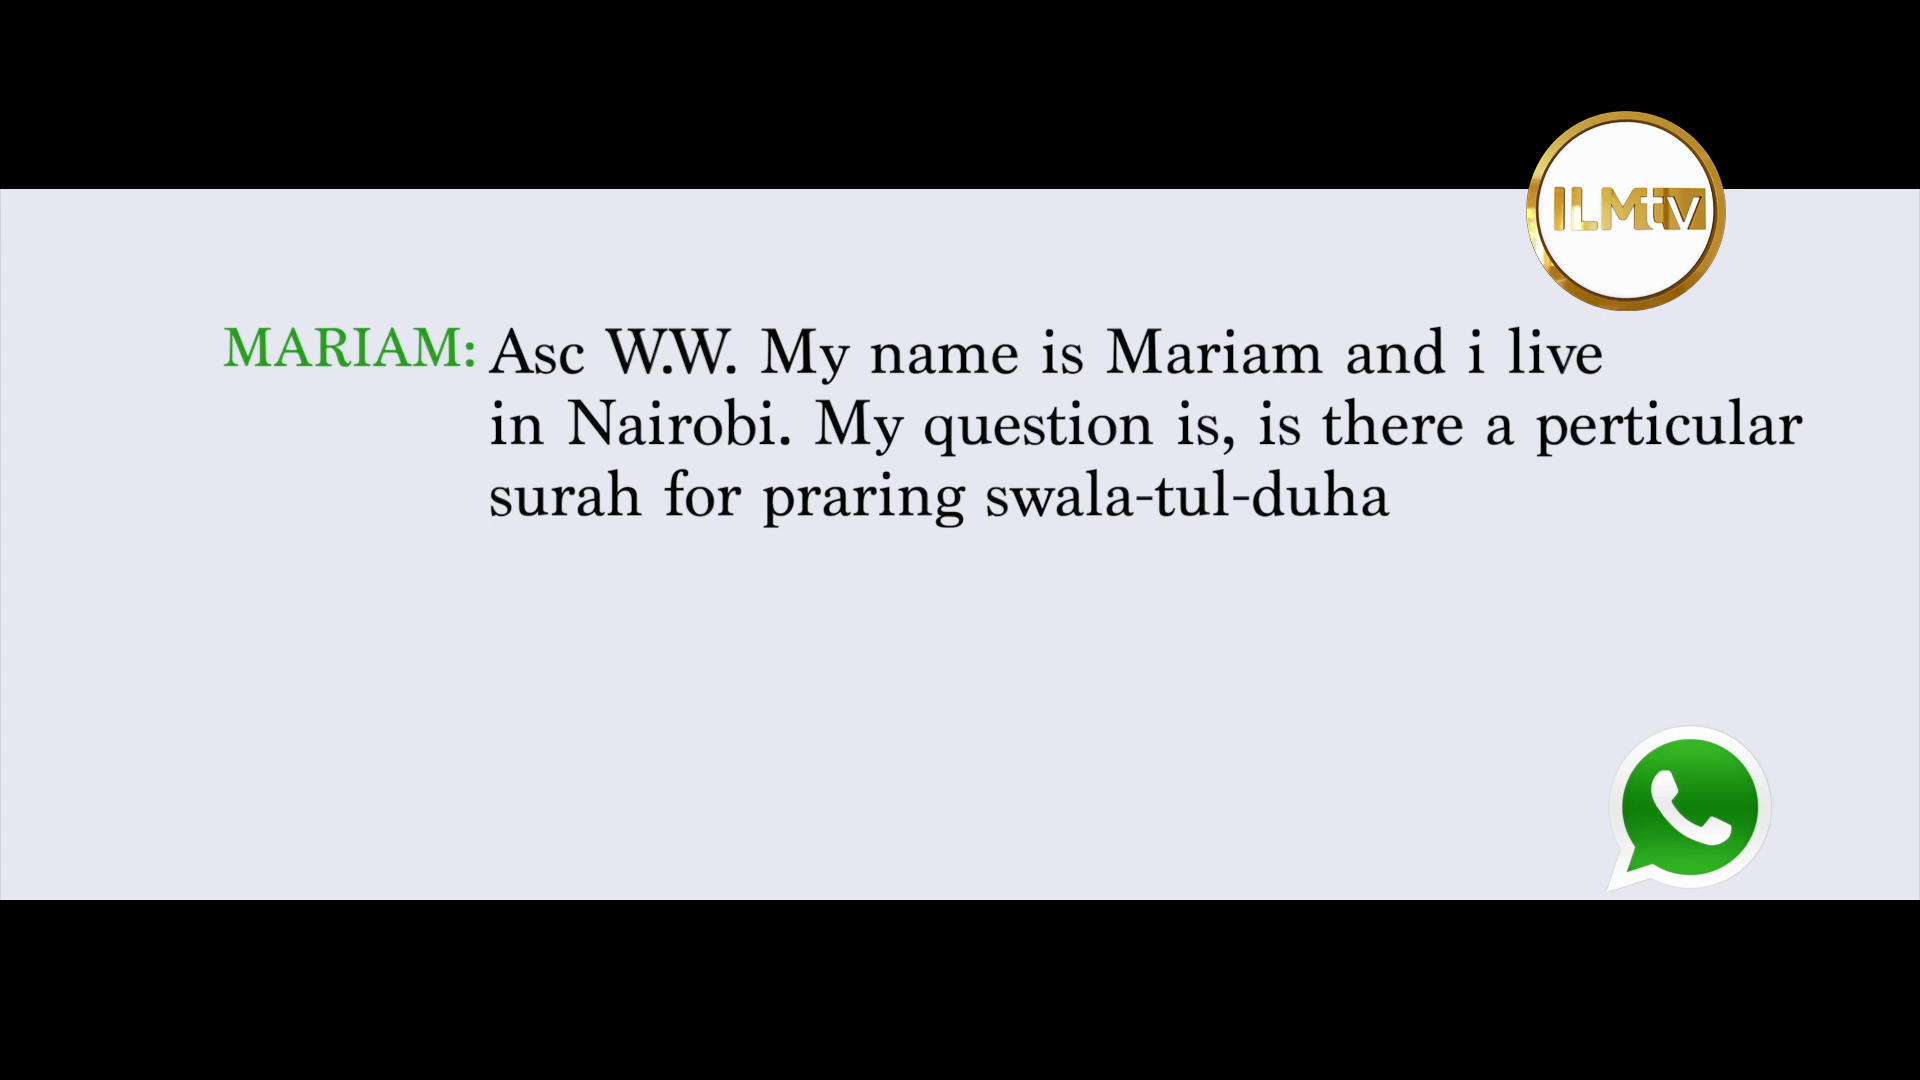 ILMtv
MARIAM: Asc W.W. My name is Mariam and i live
in Nairobi. My question is, is there a perticular
surah for praring swala-tul-duha